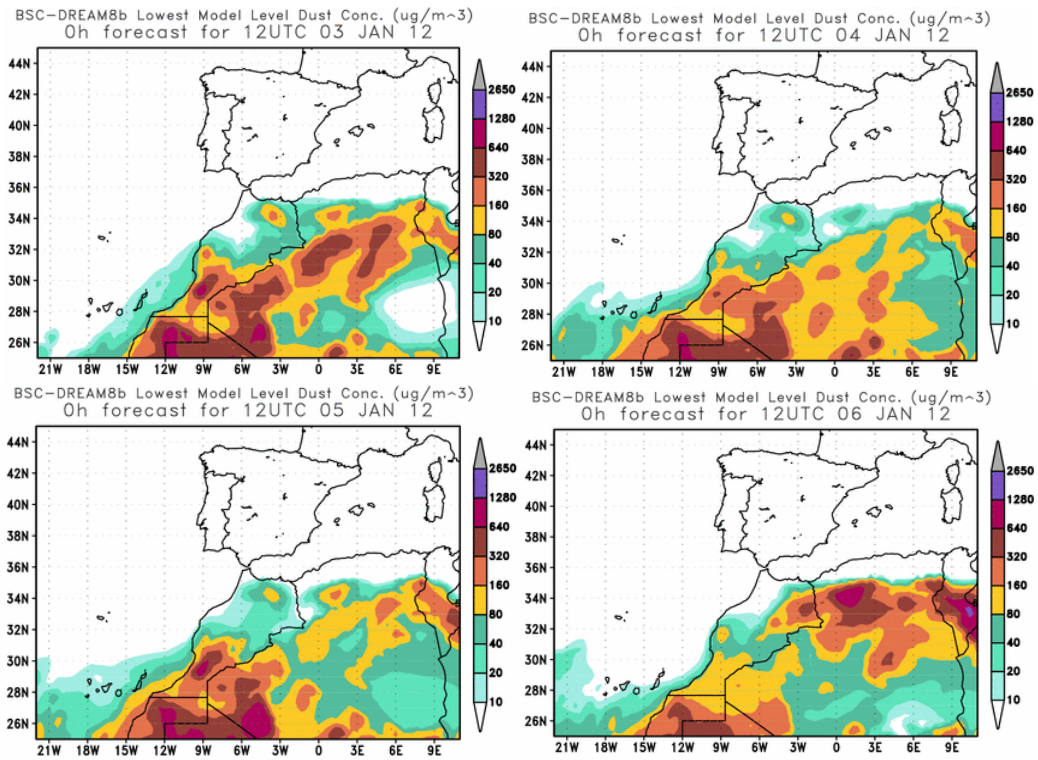 BSC-DREAM8b Lowest Model Level Dust Conc. (ug/m^3)
0h forecast for 12UTC 03 JAN 12
44N
42N
40N
38N
36N
34N
32N
30N
28N
26N
21W 18W 15W 12W 9W 6W 3W 0 3E 6E 9E
2650
1280
640
320
160
80
40
20
10
BSC-DREAM8b Lowest Model Level Dust Conc. (ug/m^3)
0h forecast for 12UTC 04 JAN 12
44N
42N
40N
38N
36N
34N
32N
30N
28N
26N
21W 18W 15W 12W 9W 6W 3W 0 3E 6E 9E
2650
1280
640
320
160
80
40
20
10
BSC-DREAM8b Lowest Model Level Dust Conc. (ug/m^3)
0h forecast for 12UTC 05 JAN 12
44N
42N
40N
38N
36N
34N
32N
30N
28N
26N
21W 18W 15W 12W 9W 6W 3W 0 3E 6E 9E
2650
1280
640
320
160
80
40
20
10
BSC-DREAM8b Lowest Model Level Dust Conc. (ug/m^3)
0h forecast for 12UTC 06 JAN 12
44N
42N
40N
38N
36N
34N
32N
30N
28N
26N
21W 18W 15W 12W 9W 6W 3W 0 3E 6E 9E
2650
1280
640
320
160
80
40
20
10